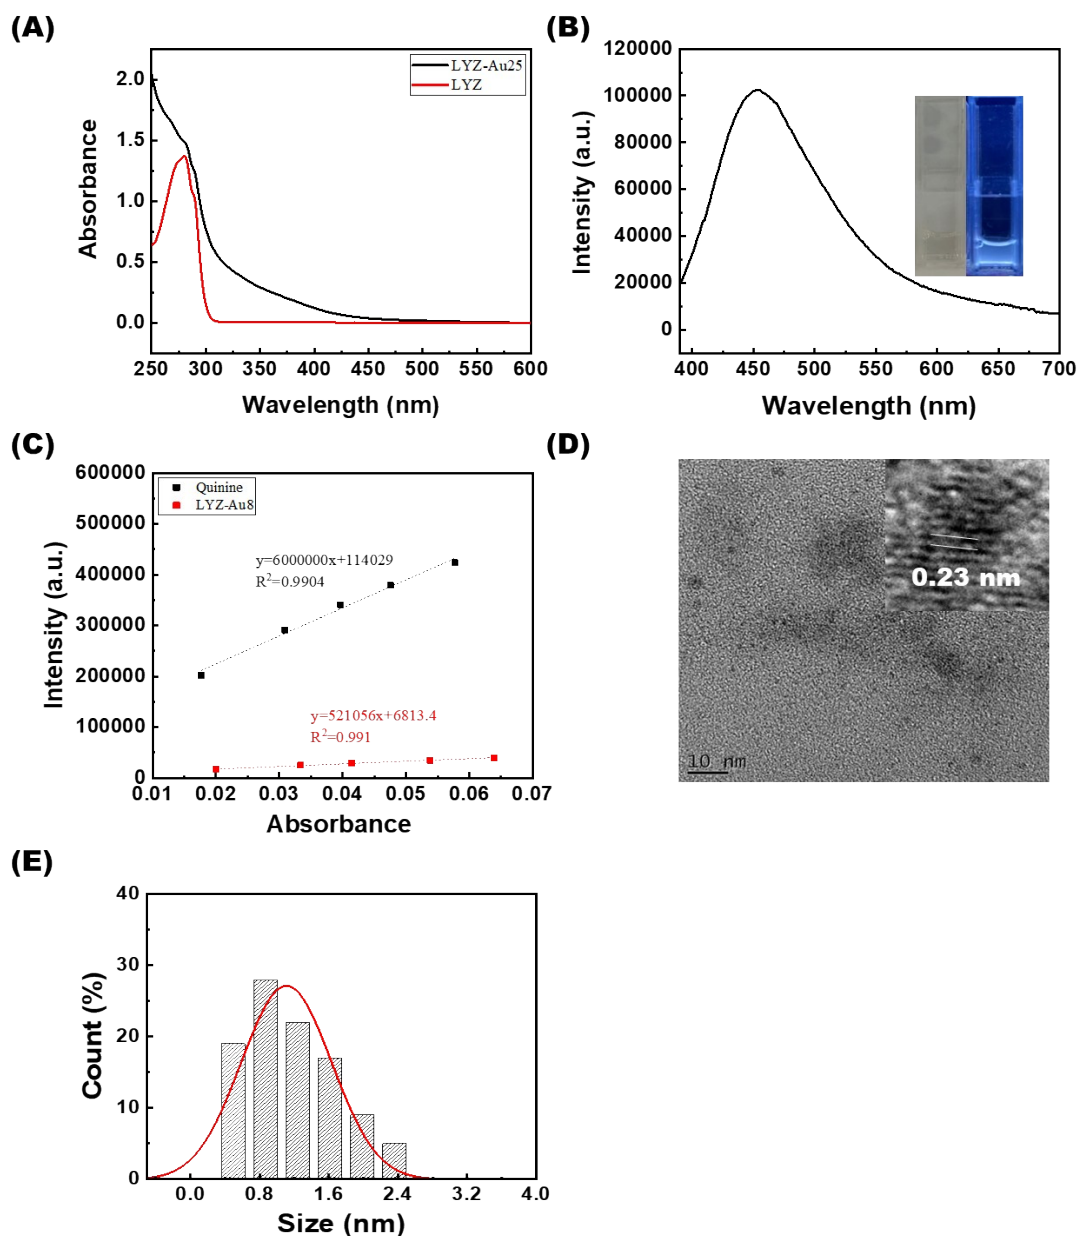 (A)
LYZ-Au25
LYZ
2.0
1.5
1.0
0.5
0.0
Absorbance
250 300 350 400 450 500 550 600
Wavelength (nm)
(B)
120000
100000
80000
60000
40000
20000
0
Intensity (a.u.)
400 450 500 550 600 650 700
Wavelength (nm)
(C)
600000
500000
400000
300000
200000
100000
0
Intensity (a.u.)
Quinine
LYZ-Au8
y=6000000x+114029
R²=0.9904
y=521056x+6813.4
R²=0.991
0.01 0.02 0.03 0.04 0.05 0.06 0.07
Absorbance
(D)
0.23 nm
10 nm
(E)
40
30
20
10
0
Count (%)
0.0 0.8 1.6 2.4 3.2 4.0
Size (nm)